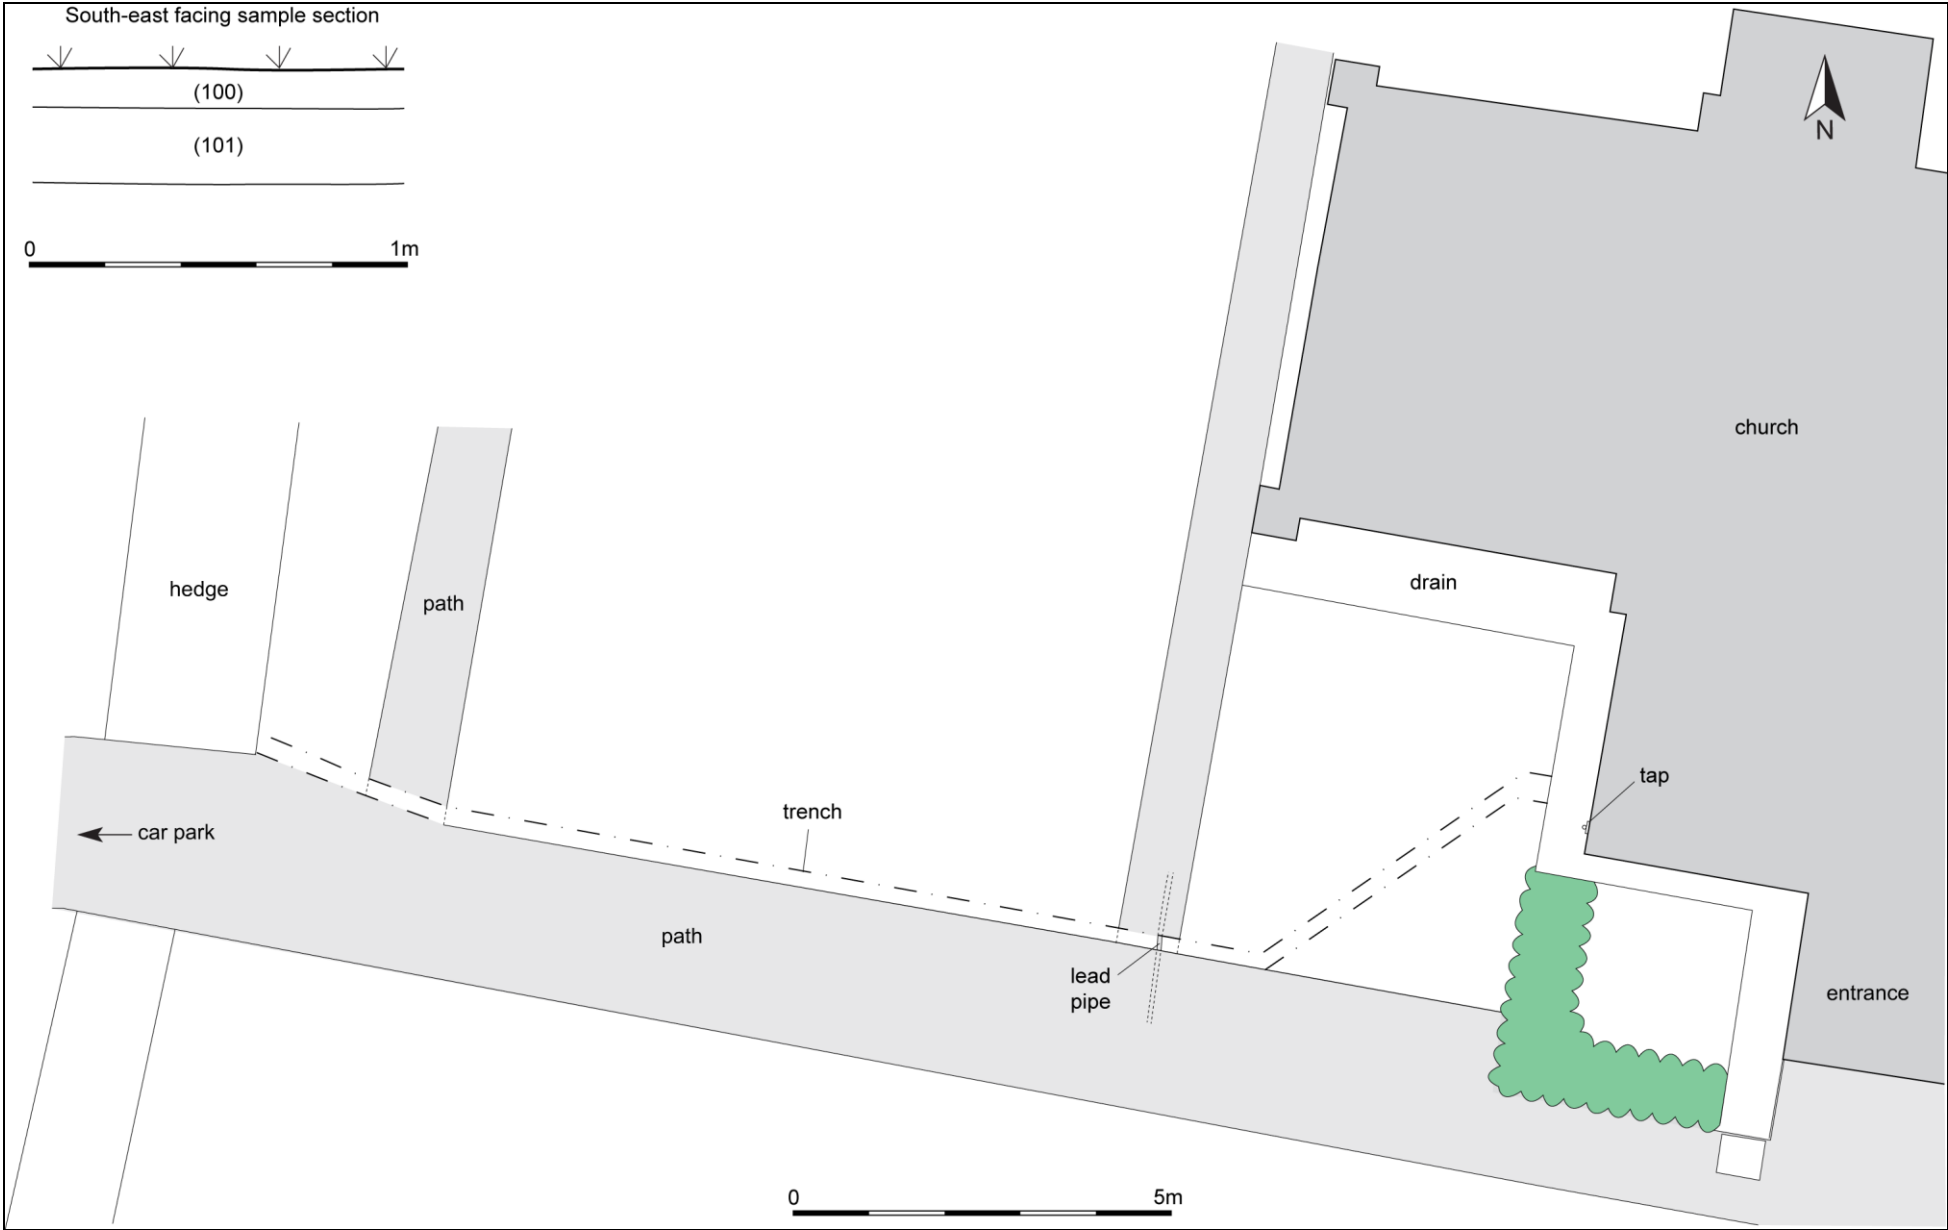 South-east facing sample section
(100)
(101)
0 1m
N
church
hedge
path
drain
tap
trench
car park
path
lead
pipe
entrance
0 5m